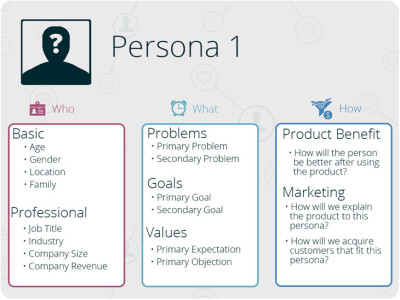 ?
Persona 1
Who
Basic
• Age
• Gender
• Location
• Family
Professional
• Job Title
• Industry
• Company Size
• Company Revenue
What
Problems
• Primary Problem
• Secondary Problem
Goals
• Primary Goal
• Secondary Goal
Values
• Primary Expectation
• Primary Objection
$
How
Product Benefit
• How will the person
be better after using
the product?
Marketing
• How will we explain
the product to this
persona?
• How will we acquire
customers that fit this
persona?